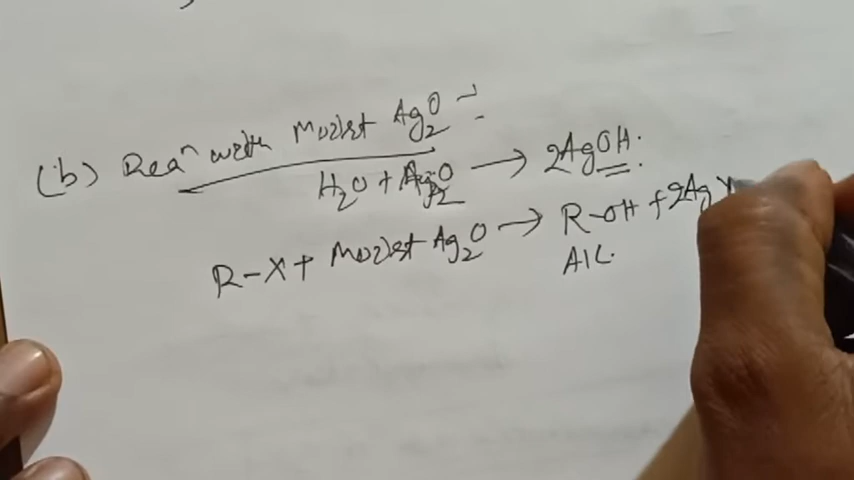 (b) Reaⁿ with Moist Ag₂O :-
H₂O + Ag₂O → 2AgOH.
R-X + Moist Ag₂O → R-OH + 2Ag X
Alc.